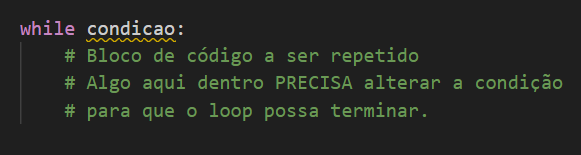 while condicao:
# Bloco de código a ser repetido
# Algo aqui dentro PRECISA alterar a condição
# para que o loop possa terminar.